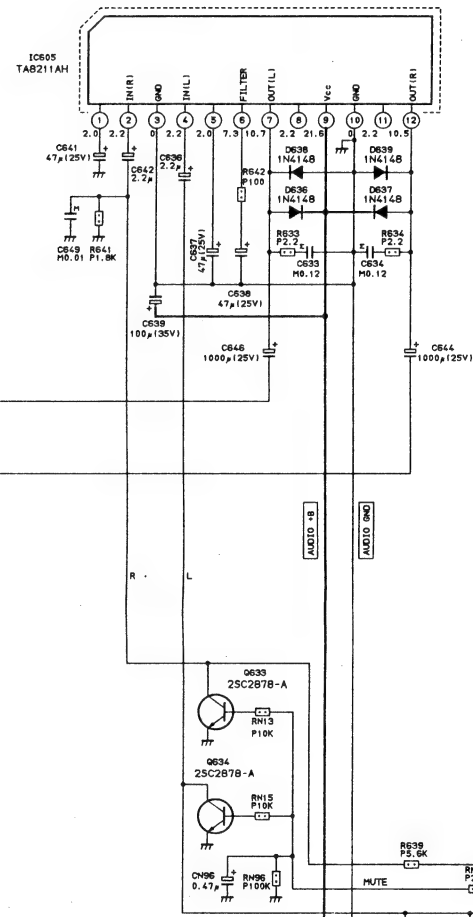 IC605
TA8211AH
IN(R)
GND
IN(L)
FILTER
OUT(L)
Vcc
GND
OUT(R)
1 2 3 4 5 6 7 8 9 10 11 12
2.0 2.2 0 2.2 2.0 7.3 10.7 2.2 21.6 0 2.2 10.5
C641
47µ(25V)
C642
2.2µ
C636
2.2µ
R642
P100
D638
1N4148
D639
1N4148
D636
1N4148
D637
1N4148
C649
M0.01
R641
P1.8K
C637
47µ(25V)
R633
P2.2
C633
M0.12
R634
P2.2
C634
M0.12
C638
47µ(25V)
C639
100µ(35V)
C646
1000µ(25V)
C644
1000µ(25V)
AUDIO +B
AUDIO GND
R
L
Q633
2SC2878-A
RN13
P10K
Q634
2SC2878-A
RN15
P10K
CN96
0.47µ
RN96
P100K
R639
P5.6K
MUTE